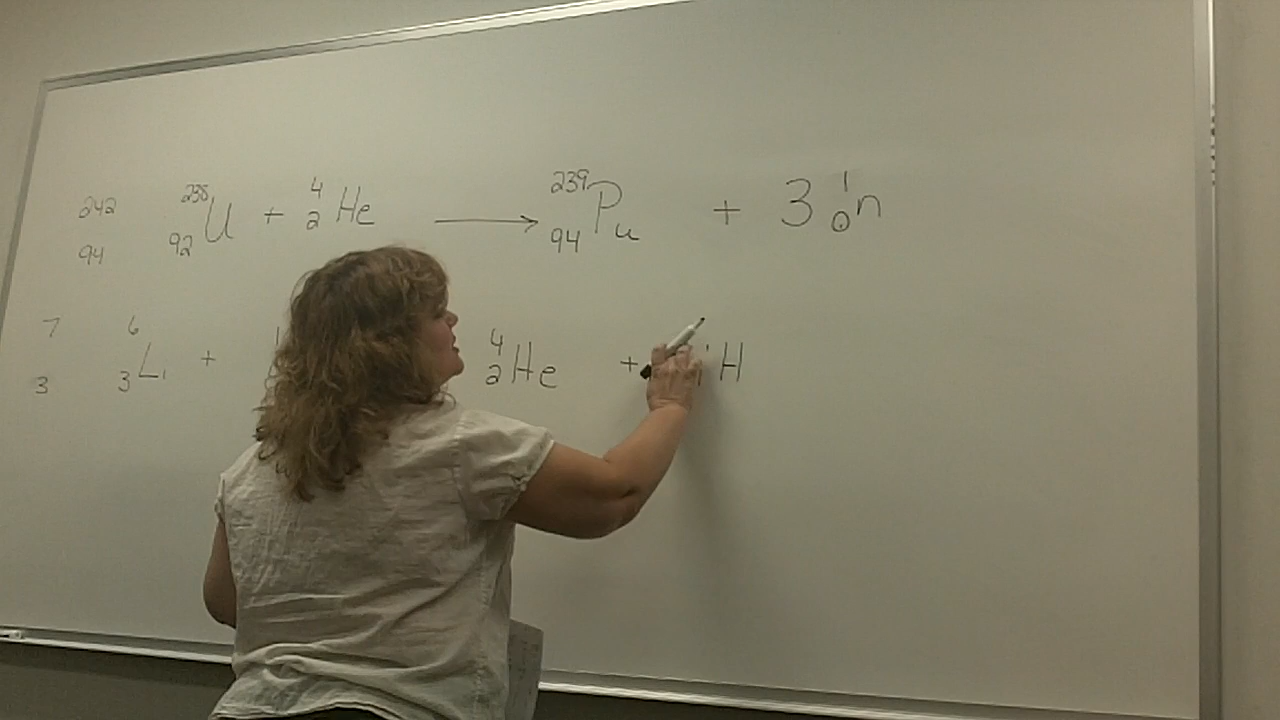 242 94 238 92 U + 4 2 He → 239 94 Pu + 3 1 0 n
7 3 6 3 Li + 1 4 2 He + 1 H